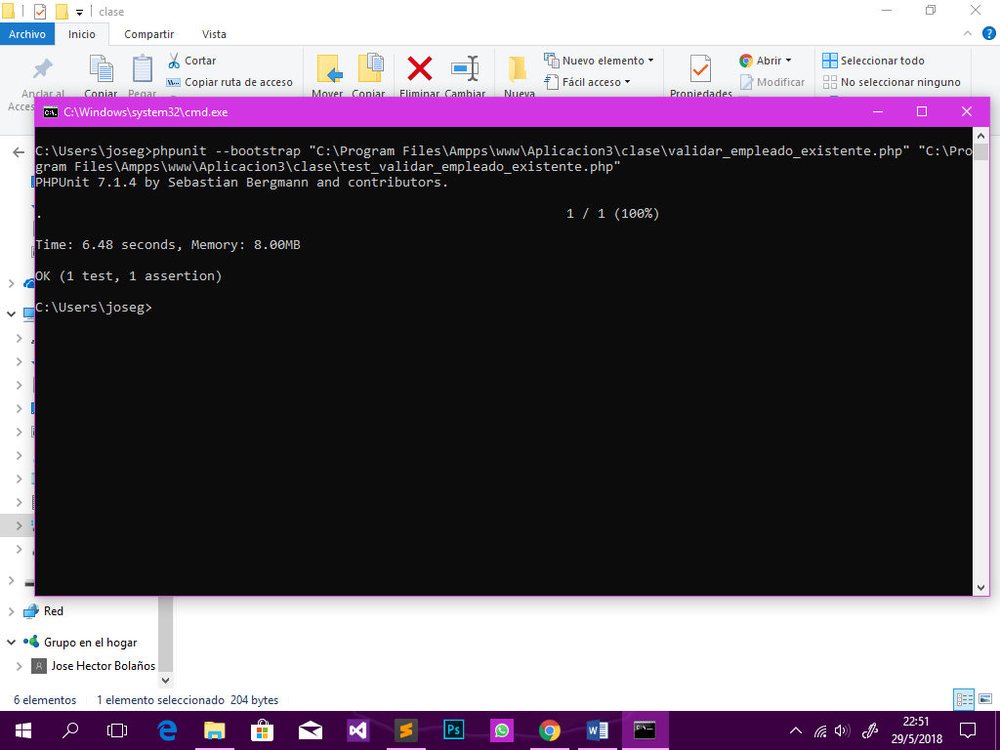 clase
Archivo Inicio Compartir Vista
Cortar
Nuevo elemento
Abrir
Seleccionar todo
Copiar ruta de acceso
Fácil acceso
Modificar
No seleccionar ninguno
Anclar al Copiar Pegar Mover Copiar Eliminar Cambiar Nueva Propiedades
Acces
C:\Windows\system32\cmd.exe
C:\Users\joseg>phpunit --bootstrap "C:\Program Files\Ampps\www\Aplicacion3\clase\validar_empleado_existente.php" "C:\Pro
gram Files\Ampps\www\Aplicacion3\clase\test_validar_empleado_existente.php"
PHPUnit 7.1.4 by Sebastian Bergmann and contributors.
. 1 / 1 (100%)
Time: 6.48 seconds, Memory: 8.00MB
OK (1 test, 1 assertion)
C:\Users\joseg>
Red
Grupo en el hogar
Jose Hector Bolaños
6 elementos 1 elemento seleccionado 204 bytes
22:51
29/5/2018